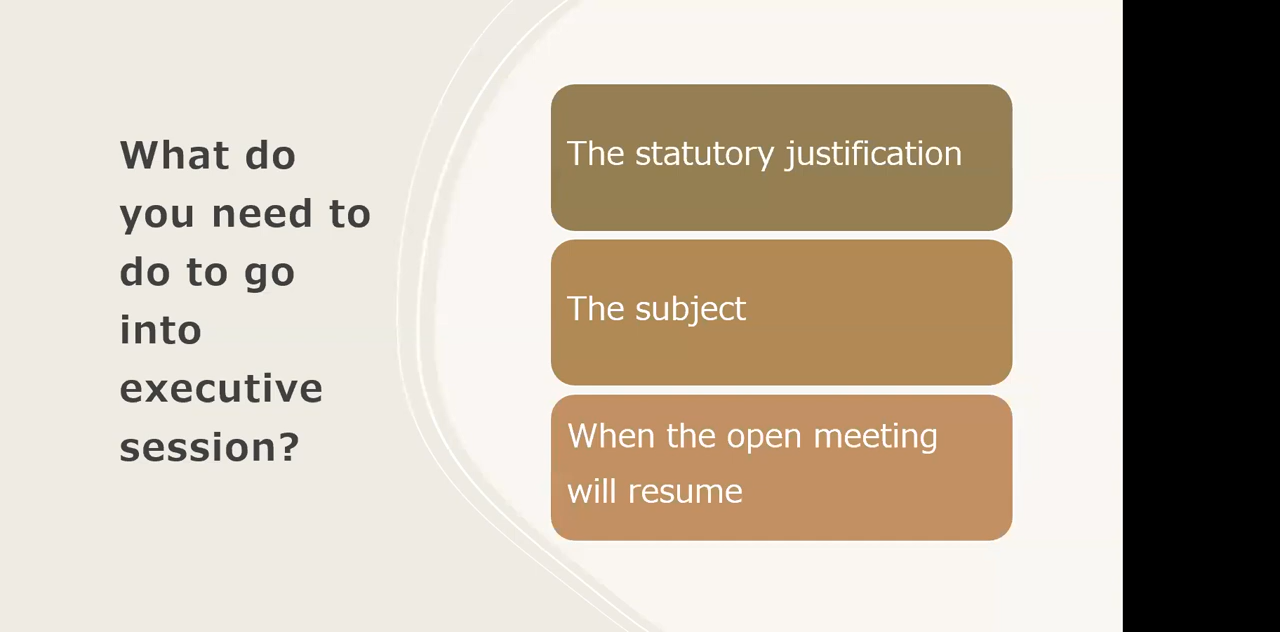 What do
you need to
do to go
into
executive
session?
The statutory justification
The subject
When the open meeting
will resume